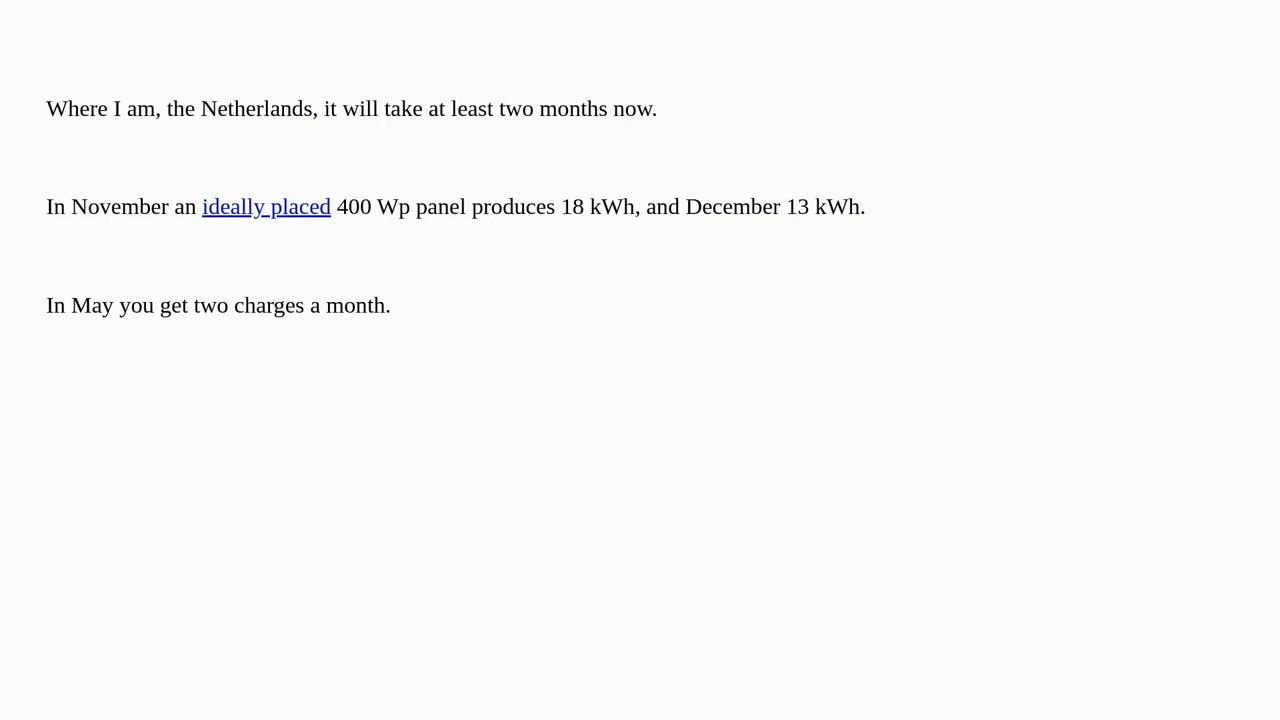 Where I am, the Netherlands, it will take at least two months now.
In November an ideally placed 400 Wp panel produces 18 kWh, and December 13 kWh.
In May you get two charges a month.